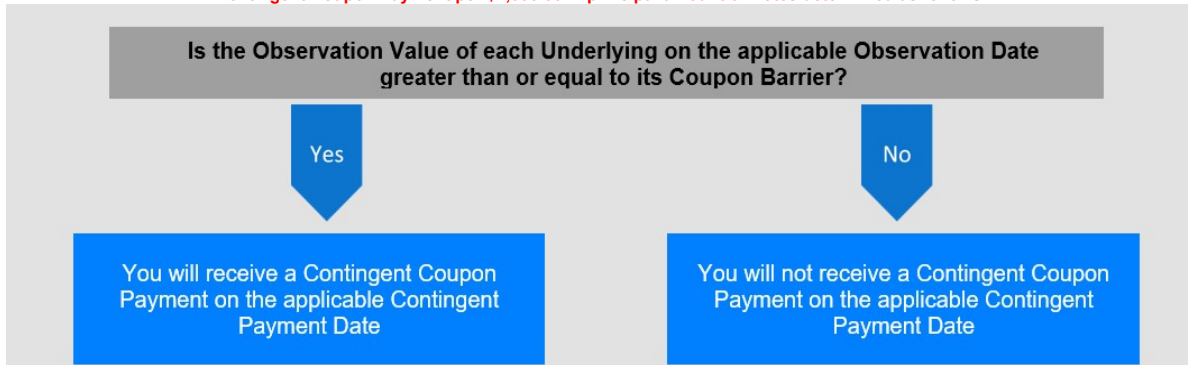 Is the Observation Value of each Underlying on the applicable Observation Date
greater than or equal to its Coupon Barrier?
Yes
No
You will receive a Contingent Coupon
Payment on the applicable Contingent
Payment Date
You will not receive a Contingent Coupon
Payment on the applicable Contingent
Payment Date